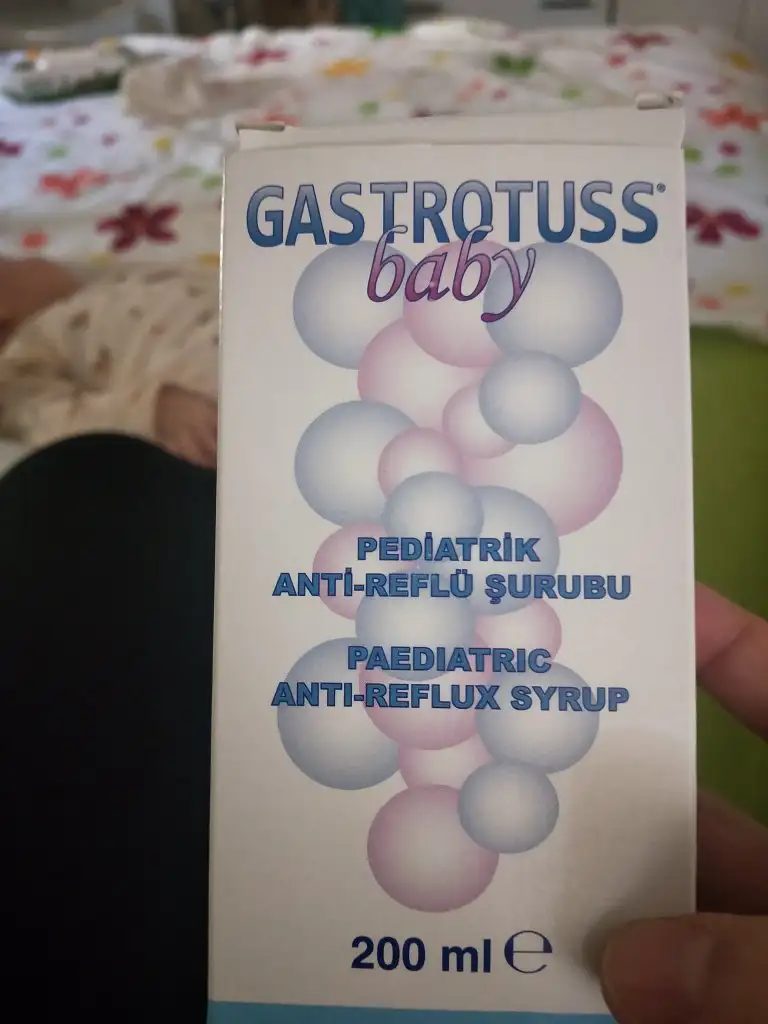 GASTROTUSS®
baby
PEDİATRİK
ANTİ-REFLÜ ŞURUBU
PAEDIATRIC
ANTI-REFLUX SYRUP
200 ml ℮